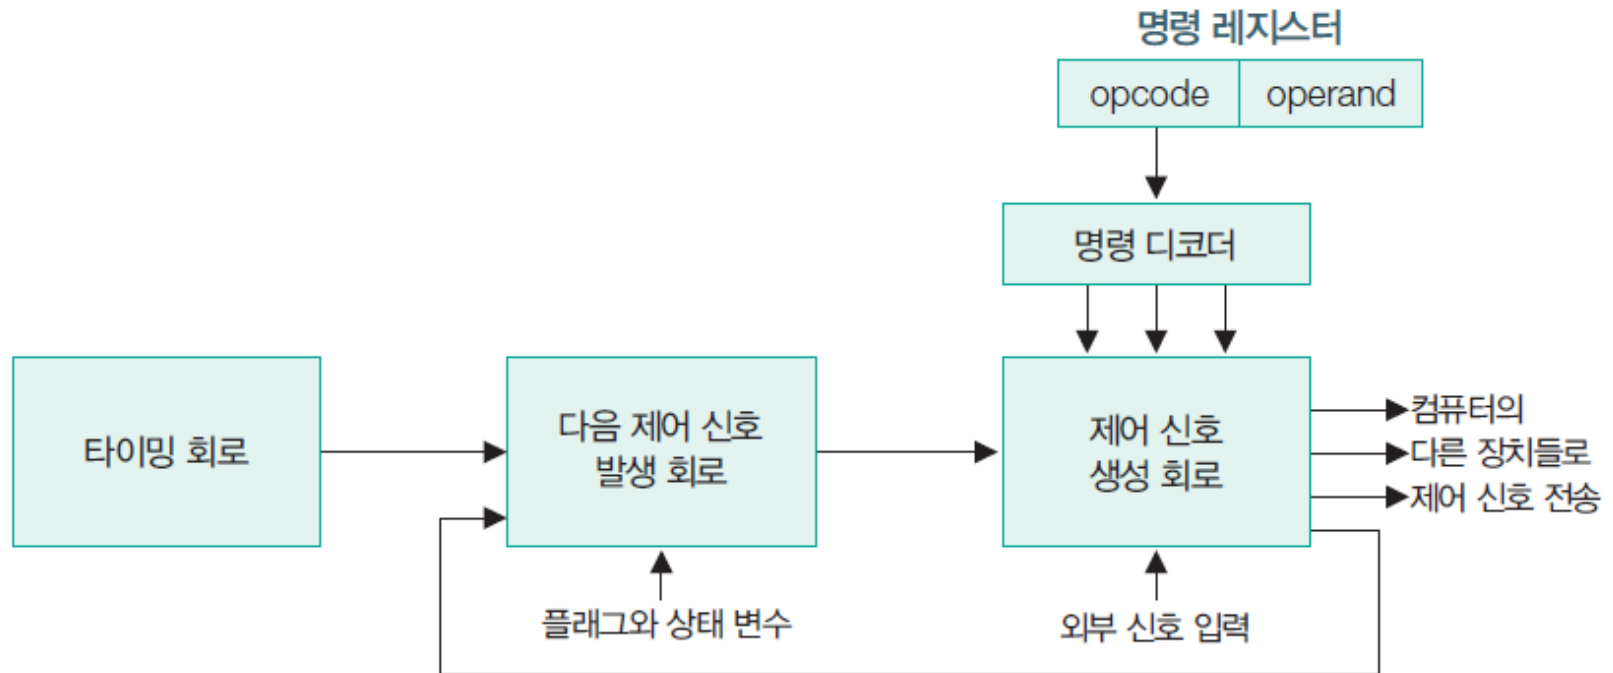 명령 레지스터
opcode operand
명령 디코더
타이밍 회로
다음 제어 신호
발생 회로
제어 신호
생성 회로
컴퓨터의
다른 장치들로
제어 신호 전송
플래그와 상태 변수
외부 신호 입력